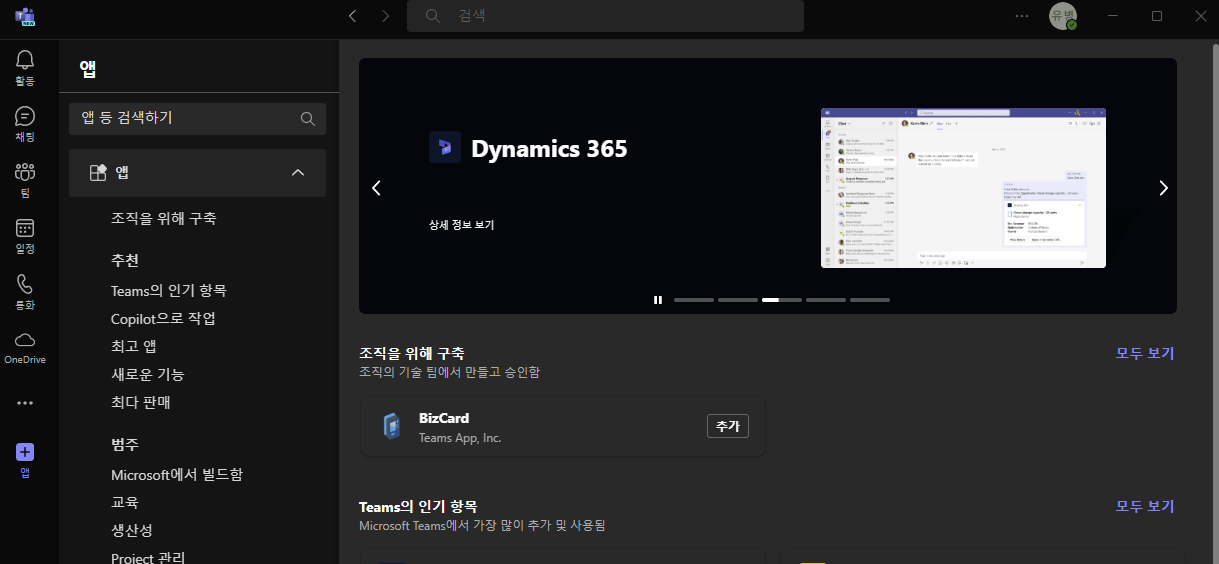 NEW
검색
유병
활동
채팅
팀
일정
통화
OneDrive
앱
앱
앱 등 검색하기
앱
조직을 위해 구축
추천
Teams의 인기 항목
Copilot으로 작업
최고 앱
새로운 기능
최다 판매
범주
Microsoft에서 빌드함
교육
생산성
Project 관리
Dynamics 365
상세 정보 보기
조직을 위해 구축
모두 보기
조직의 기술 팀에서 만들고 승인함
BizCard
Teams App, Inc.
추가
Teams의 인기 항목
모두 보기
Microsoft Teams에서 가장 많이 추가 및 사용됨